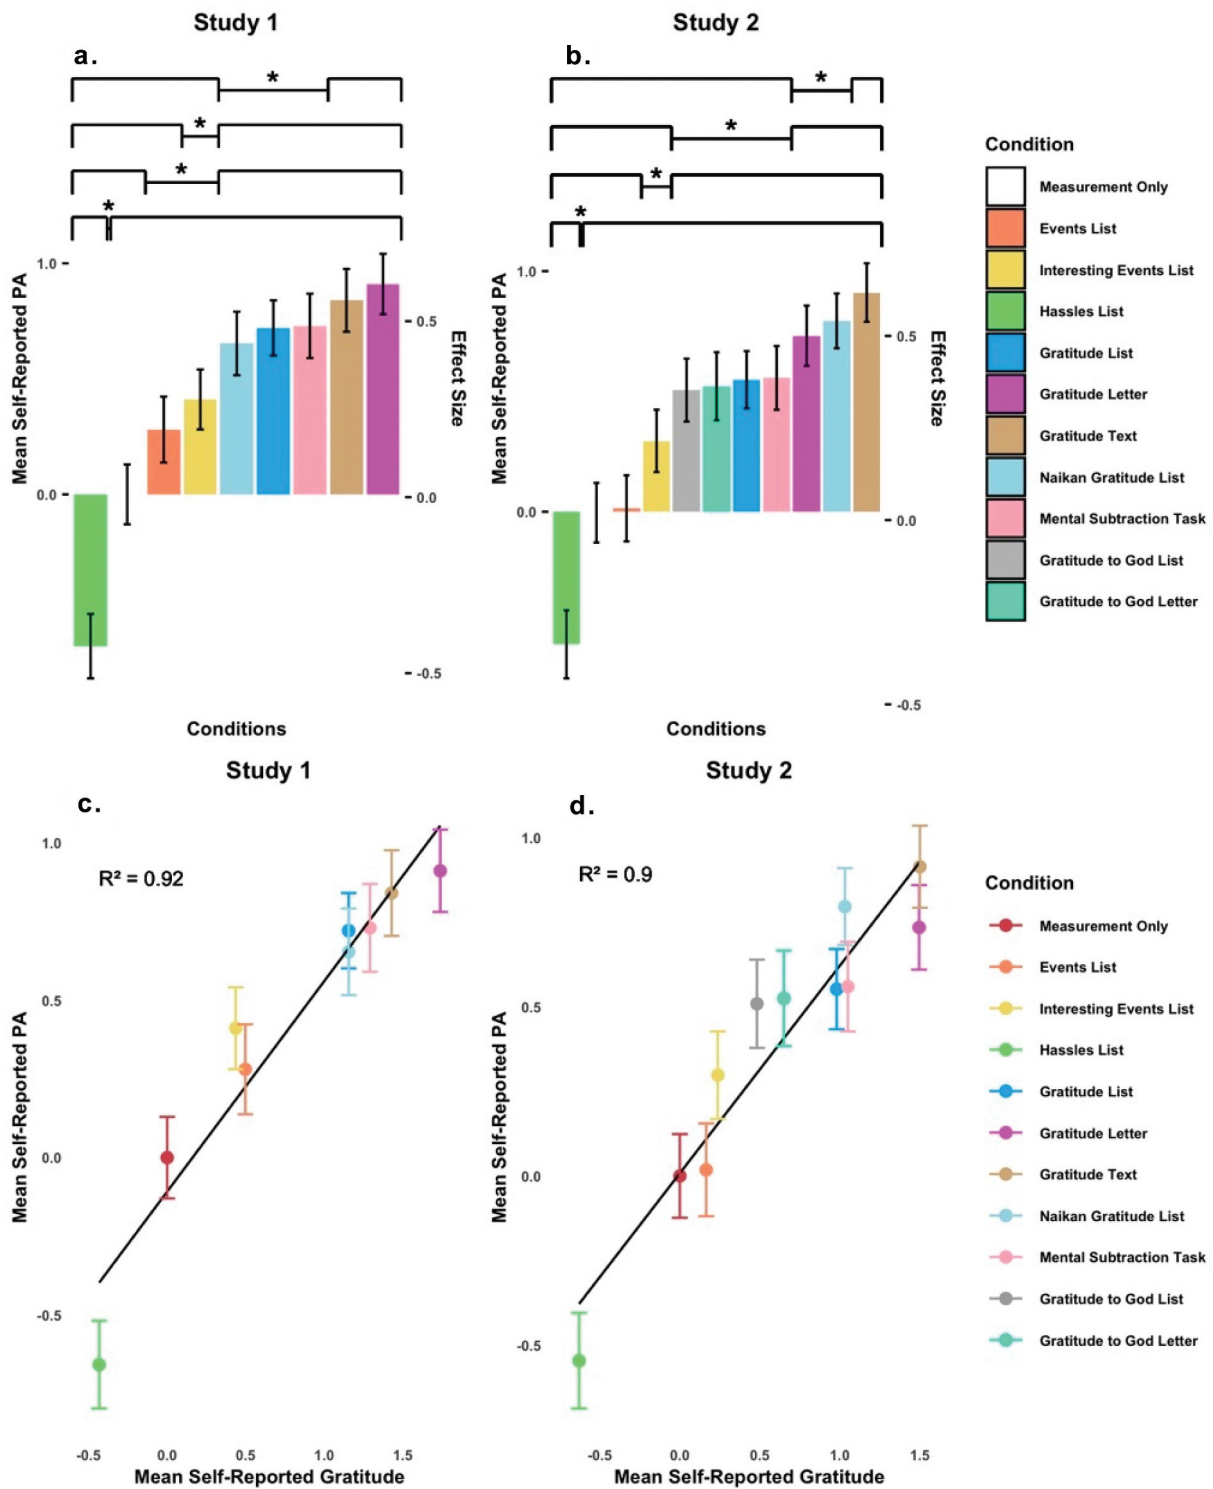 Study 1
Study 2
a.
b.
*
*
*
*
*
*
*
*
Mean Self-Reported PA
1.0
0.0
0.5
0.0
-0.5
Effect Size
Conditions
Mean Self-Reported PA
1.0
0.0
0.5
0.0
-0.5
Effect Size
Conditions
Condition
Measurement Only
Events List
Interesting Events List
Hassles List
Gratitude List
Gratitude Letter
Gratitude Text
Naikan Gratitude List
Mental Subtraction Task
Gratitude to God List
Gratitude to God Letter
Study 1
Study 2
c.
d.
R² = 0.92
Mean Self-Reported PA
1.0
0.5
0.0
-0.5
-0.5 0.0 0.5 1.0 1.5
Mean Self-Reported Gratitude
R² = 0.9
Mean Self-Reported PA
1.0
0.5
0.0
-0.5
-0.5 0.0 0.5 1.0 1.5
Mean Self-Reported Gratitude
Condition
Measurement Only
Events List
Interesting Events List
Hassles List
Gratitude List
Gratitude Letter
Gratitude Text
Naikan Gratitude List
Mental Subtraction Task
Gratitude to God List
Gratitude to God Letter